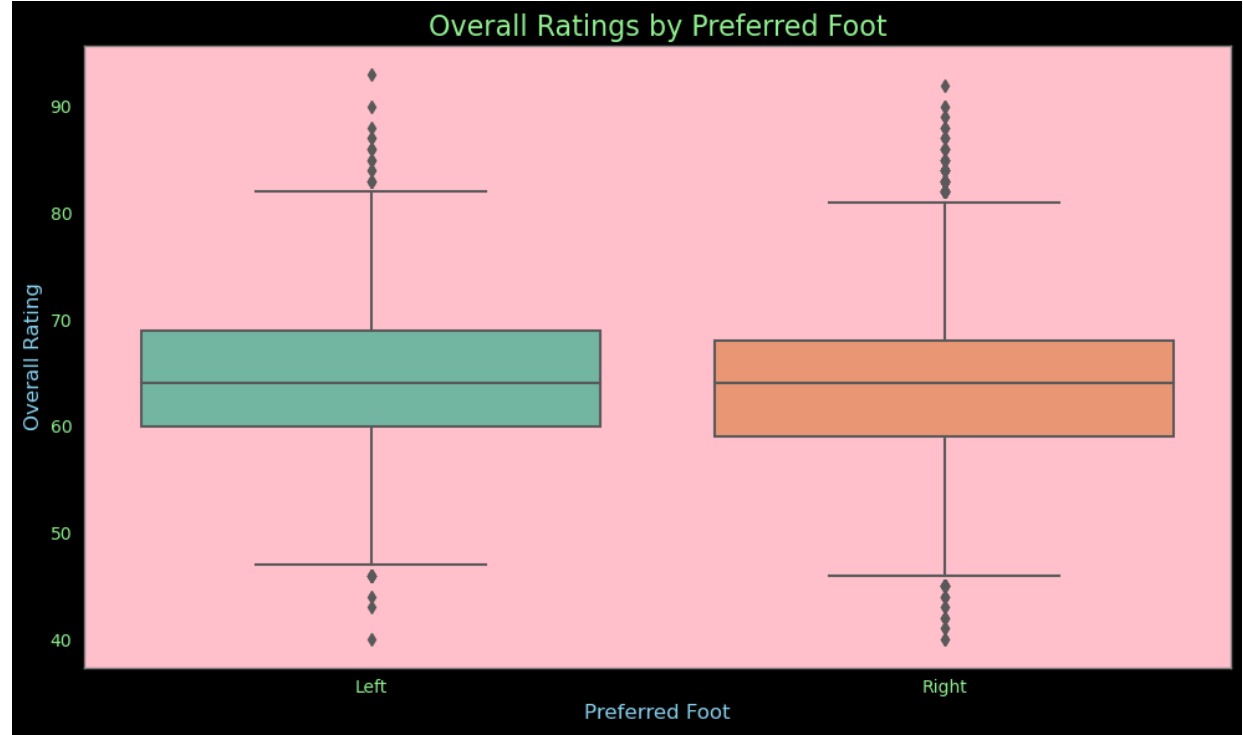 Overall Ratings by Preferred Foot
Overall Rating
90
80
70
60
50
40
Left
Right
Preferred Foot